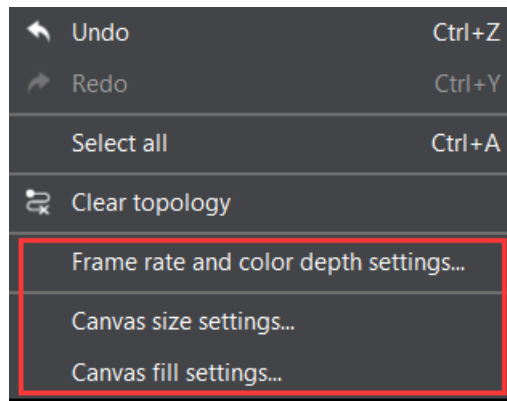 Undo Ctrl+Z
Redo Ctrl+Y
Select all Ctrl+A
Clear topology
Frame rate and color depth settings...
Canvas size settings...
Canvas fill settings...